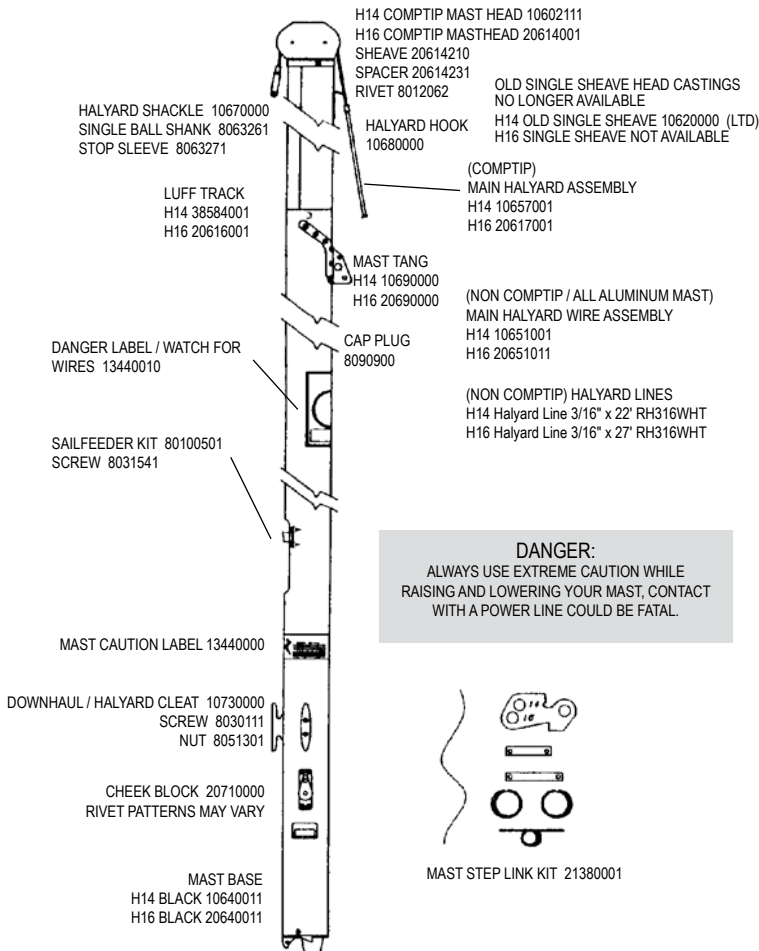 H14 COMPTIP MAST HEAD 10602111
H16 COMPTIP MASTHEAD 20614001
SHEAVE 20614210
SPACER 20614231
RIVET 8012062
OLD SINGLE SHEAVE HEAD CASTINGS
NO LONGER AVAILABLE
H14 OLD SINGLE SHEAVE 10620000 (LTD)
H16 SINGLE SHEAVE NOT AVAILABLE
HALYARD SHACKLE 10670000
SINGLE BALL SHANK 8063261
STOP SLEEVE 8063271
HALYARD HOOK
10680000
(COMPTIP)
MAIN HALYARD ASSEMBLY
H14 10657001
H16 20617001
LUFF TRACK
H14 38584001
H16 20616001
MAST TANG
H14 10690000
H16 20690000
(NON COMPTIP / ALL ALUMINUM MAST)
MAIN HALYARD WIRE ASSEMBLY
H14 10651001
H16 20651011
CAP PLUG
8090900
DANGER LABEL / WATCH FOR
WIRES 13440010
(NON COMPTIP) HALYARD LINES
H14 Halyard Line 3/16" x 22' RH316WHT
H16 Halyard Line 3/16" x 27' RH316WHT
SAILFEEDER KIT 80100501
SCREW 8031541
DANGER:
ALWAYS USE EXTREME CAUTION WHILE
RAISING AND LOWERING YOUR MAST, CONTACT
WITH A POWER LINE COULD BE FATAL.
MAST CAUTION LABEL 13440000
DOWNHAUL / HALYARD CLEAT 10730000
SCREW 8030111
NUT 8051301
CHEEK BLOCK 20710000
RIVET PATTERNS MAY VARY
MAST STEP LINK KIT 21380001
MAST BASE
H14 BLACK 10640011
H16 BLACK 20640011